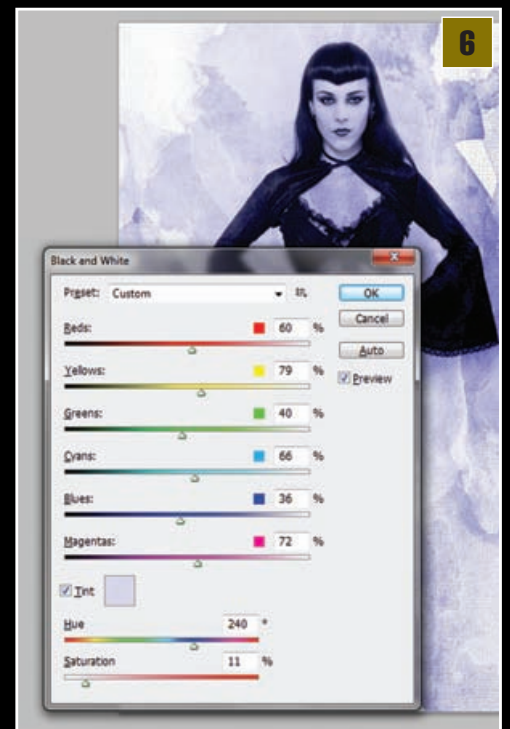 6
Black and White
Preset: Custom
OK
Cancel
Auto
Preview
Reds: 60 %
Yellows: 79 %
Greens: 40 %
Cyans: 66 %
Blues: 36 %
Magentas: 72 %
Tint
Hue 240 °
Saturation 11 %